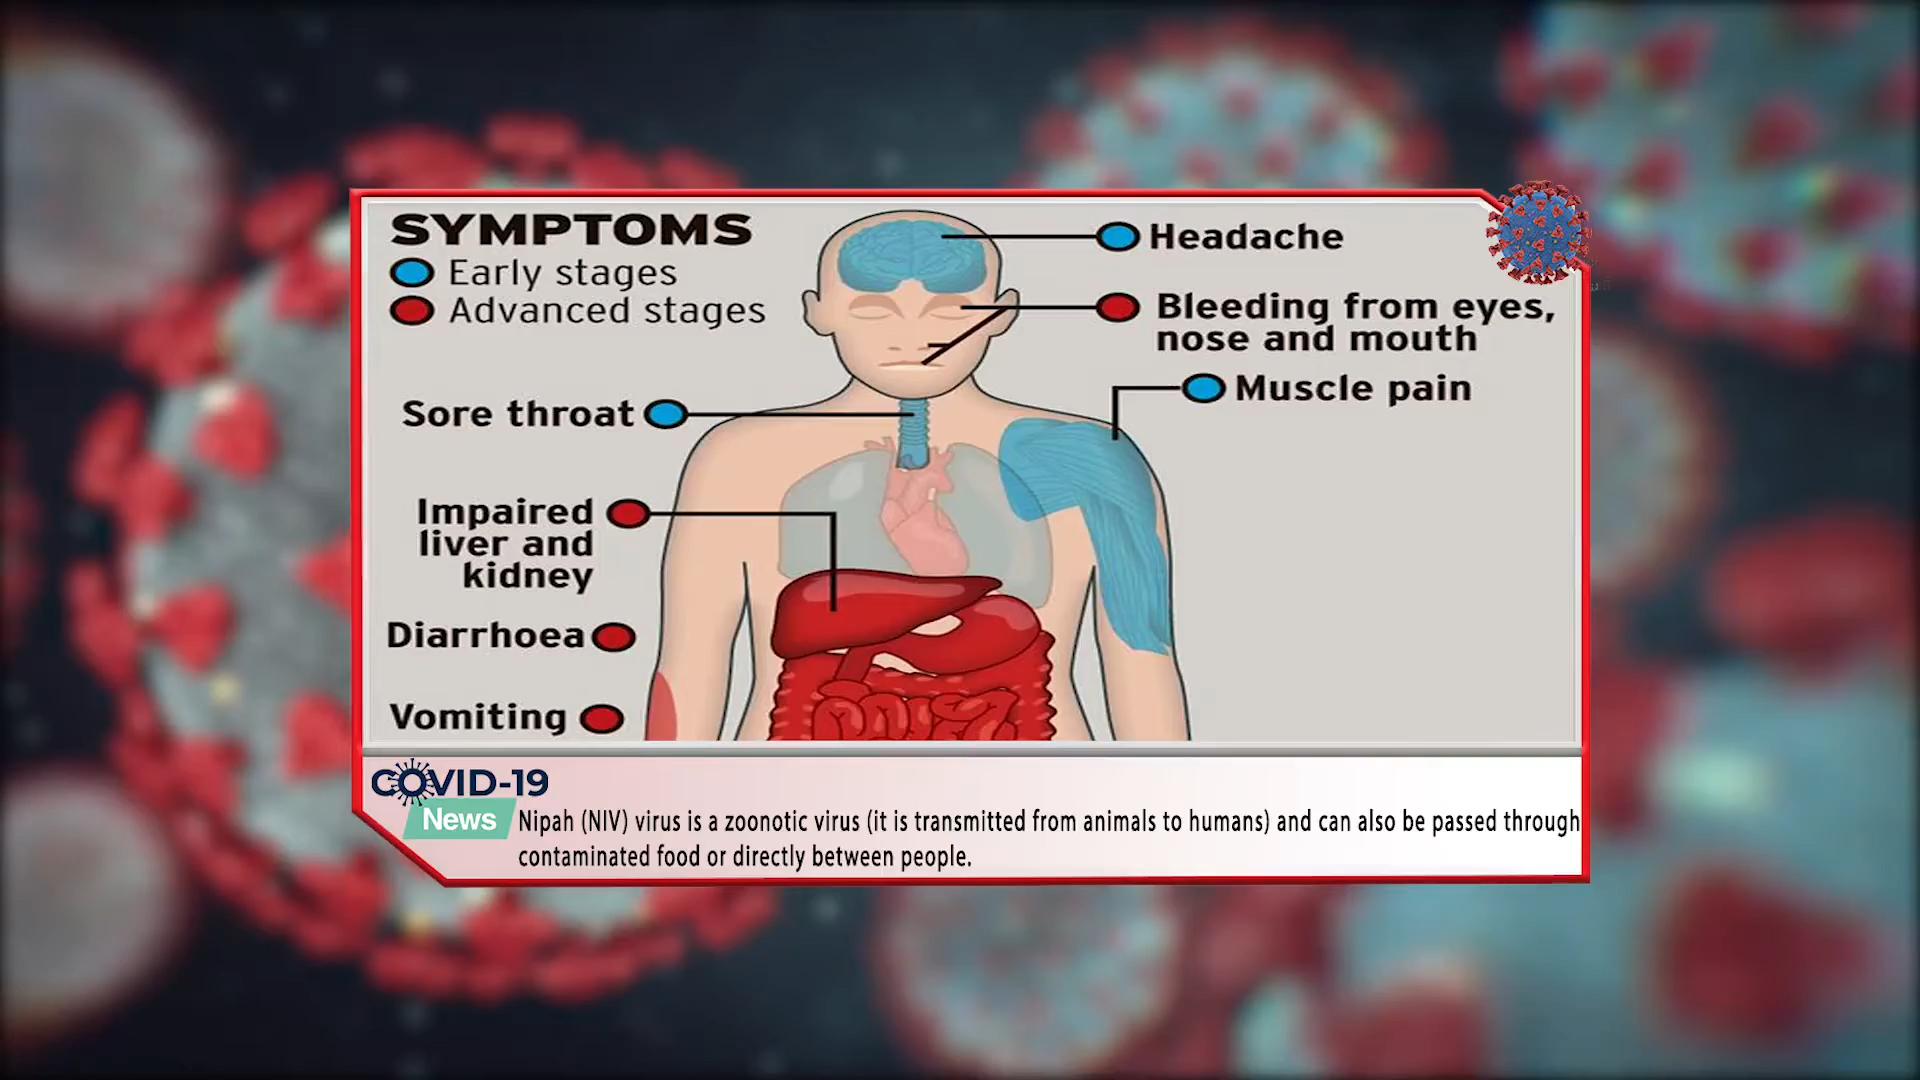 SYMPTOMS
Early stages
Advanced stages
Headache
Bleeding from eyes,
nose and mouth
Muscle pain
Sore throat
Impaired
liver and
kidney
Diarrhoea
Vomiting
COVID-19
News
Nipah (NIV) virus is a zoonotic virus (it is transmitted from animals to humans) and can also be passed through
contaminated food or directly between people.